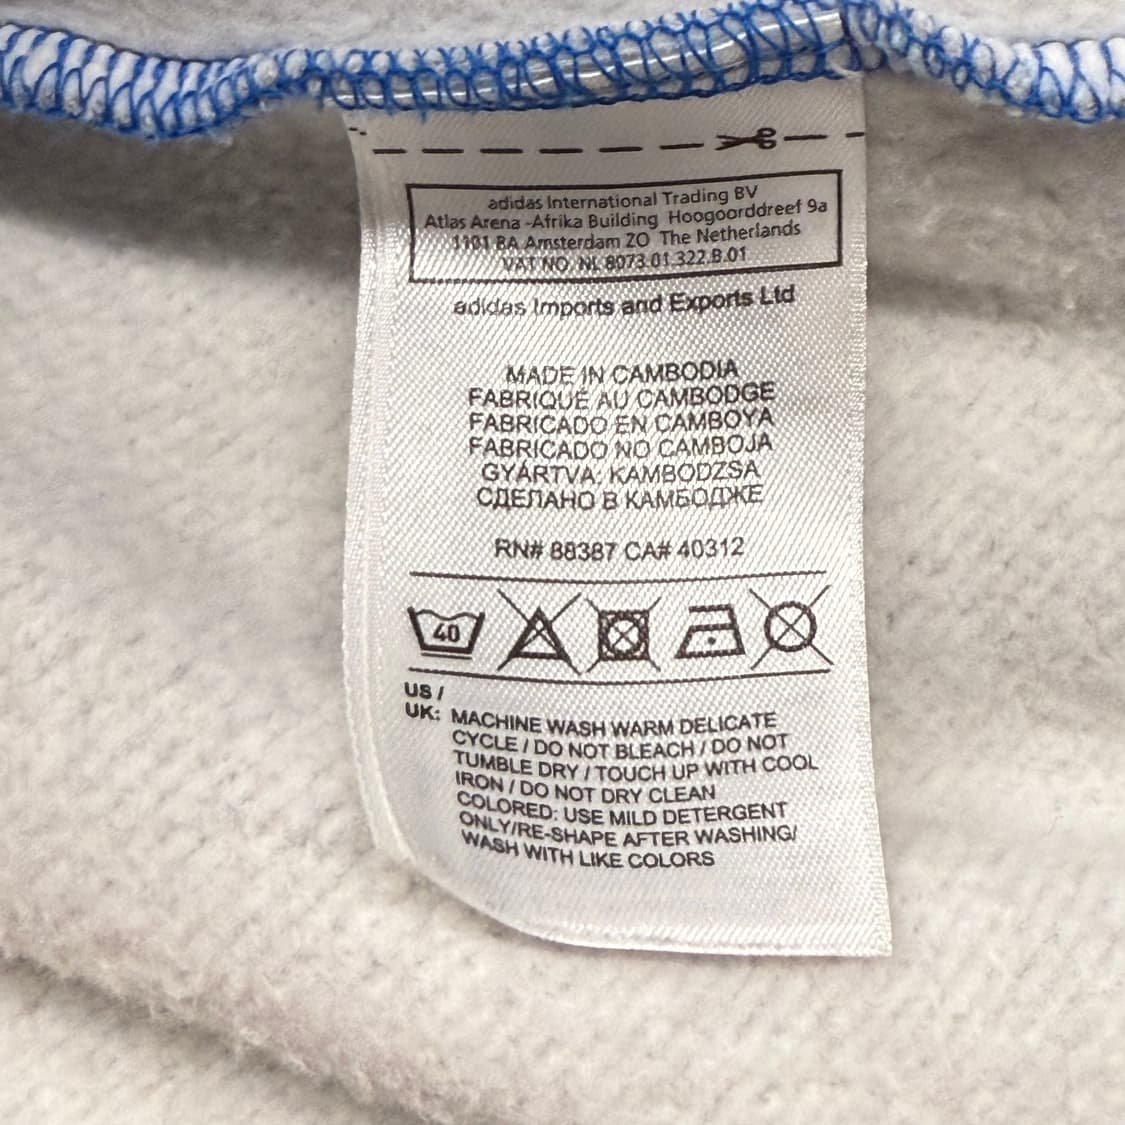 adidas International Trading BV
Atlas Arena -Afrika Building Hoogoorddreef 9a
1101 BA Amsterdam ZO The Netherlands
VAT NO. NL 8073.01.322.B.01
adidas Imports and Exports Ltd
MADE IN CAMBODIA
FABRIQUÉ AU CAMBODGE
FABRICADO EN CAMBOYA
FABRICADO NO CAMBOJA
GYÁRTVA: KAMBODZSA
СДЕЛАНО В КАМБОДЖЕ
RN# 88387 CA# 40312
40
US /
UK: MACHINE WASH WARM DELICATE
CYCLE / DO NOT BLEACH / DO NOT
TUMBLE DRY / TOUCH UP WITH COOL
IRON / DO NOT DRY CLEAN
COLORED: USE MILD DETERGENT
ONLY/RE-SHAPE AFTER WASHING/
WASH WITH LIKE COLORS